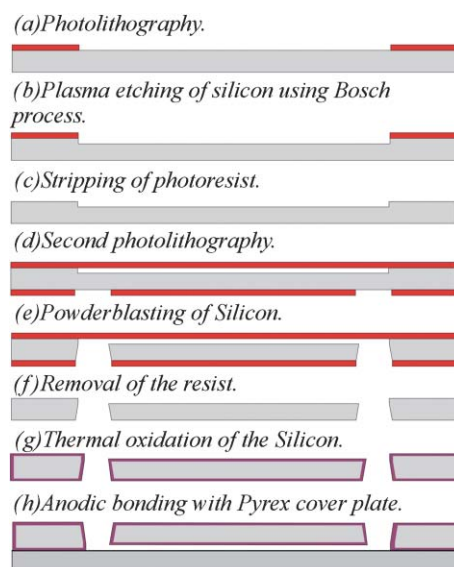 (a)Photolithography.
(b)Plasma etching of silicon using Bosch
process.
(c)Stripping of photoresist.
(d)Second photolithography.
(e)Powderblasting of Silicon.
(f)Removal of the resist.
(g)Thermal oxidation of the Silicon.
(h)Anodic bonding with Pyrex cover plate.